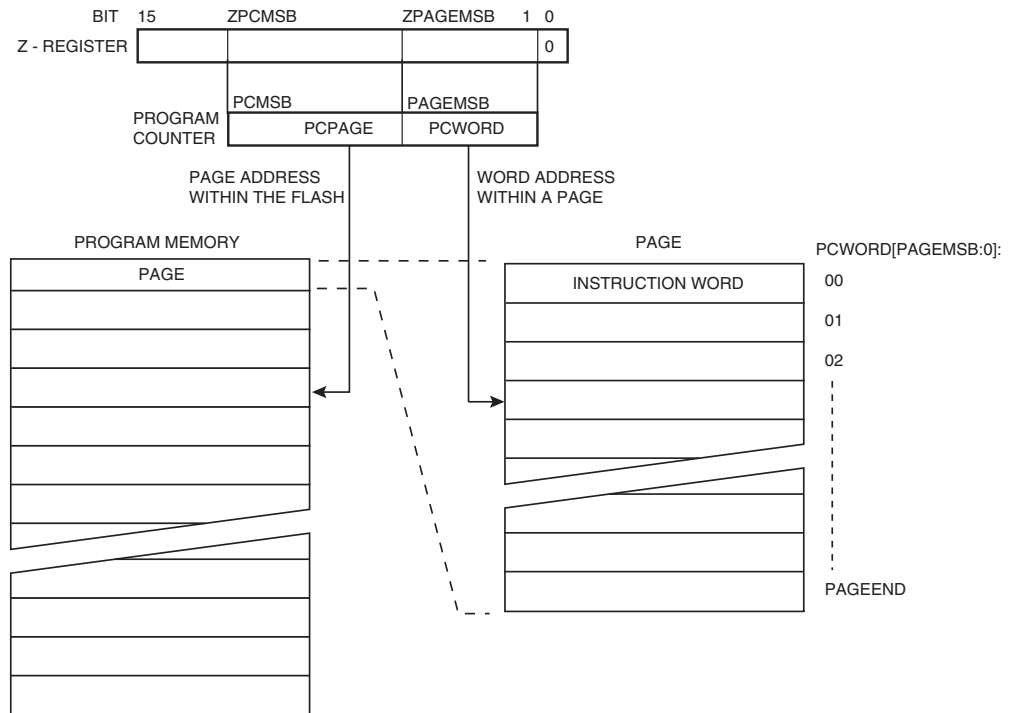 BIT 15 ZPCMSB ZPAGEMSB 1 0
Z - REGISTER 0
PCMSB PAGEMSB
PROGRAM
COUNTER
PCPAGE PCWORD
PAGE ADDRESS
WITHIN THE FLASH
WORD ADDRESS
WITHIN A PAGE
PROGRAM MEMORY
PAGE
PAGE
PCWORD[PAGEMSB:0]:
INSTRUCTION WORD
00
01
02
PAGEEND